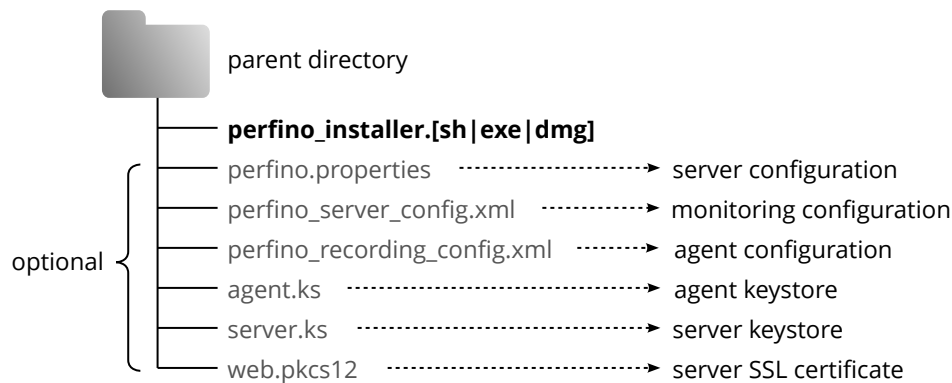 parent directory
perfino_installer.[sh|exe|dmg]
perfino.properties server configuration
perfino_server_config.xml monitoring configuration
perfino_recording_config.xml agent configuration
optional
agent.ks agent keystore
server.ks server keystore
web.pkcs12 server SSL certificate